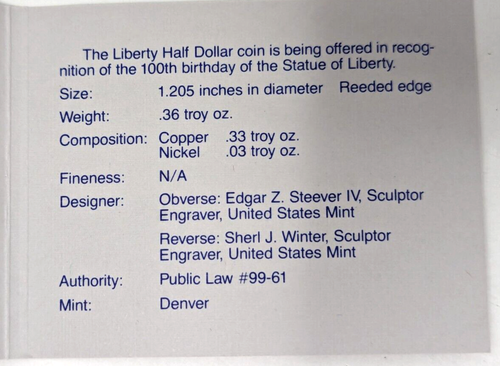 The Liberty Half Dollar coin is being offered in recog-
nition of the 100th birthday of the Statue of Liberty.
Size: 1.205 inches in diameter Reeded edge
Weight: .36 troy oz.
Composition: Copper .33 troy oz.
Nickel .03 troy oz.
Fineness: N/A
Designer: Obverse: Edgar Z. Steever IV, Sculptor
Engraver, United States Mint
Reverse: Sherl J. Winter, Sculptor
Engraver, United States Mint
Authority: Public Law #99-61
Mint: Denver